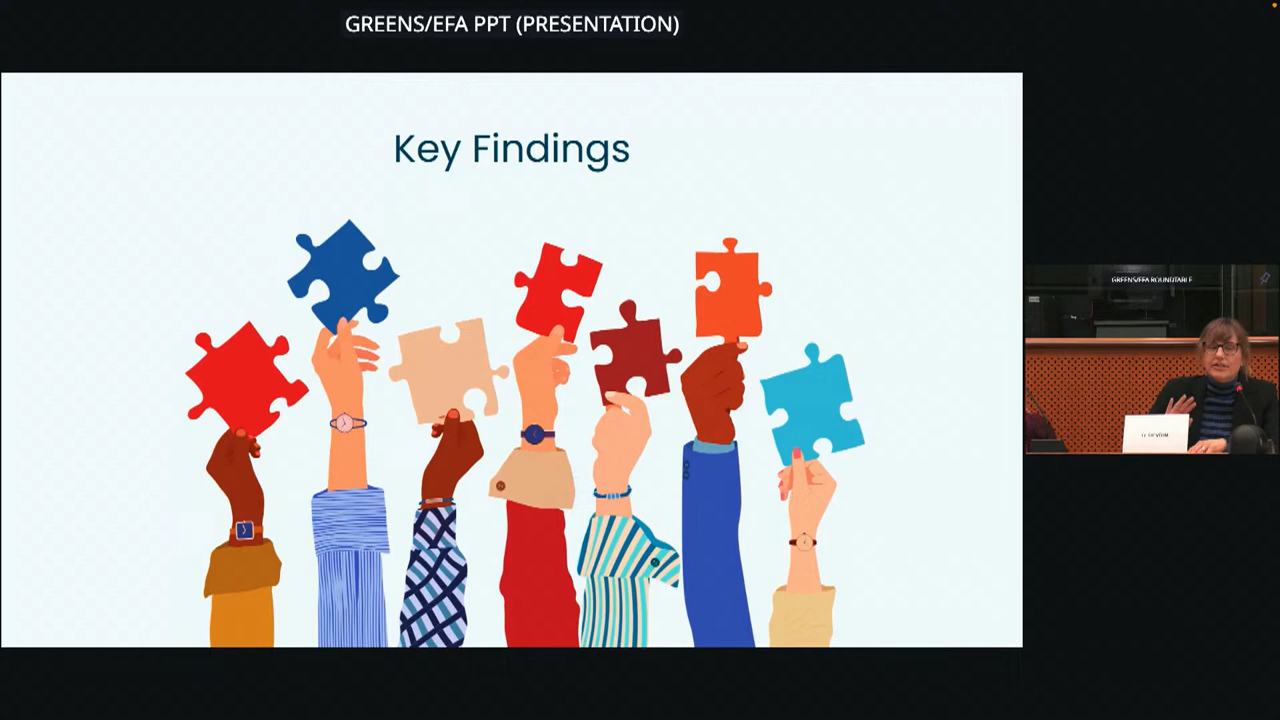 GREENS/EFA PPT (PRESENTATION)
Key Findings
GREENS/EFA ROUNDTABLE